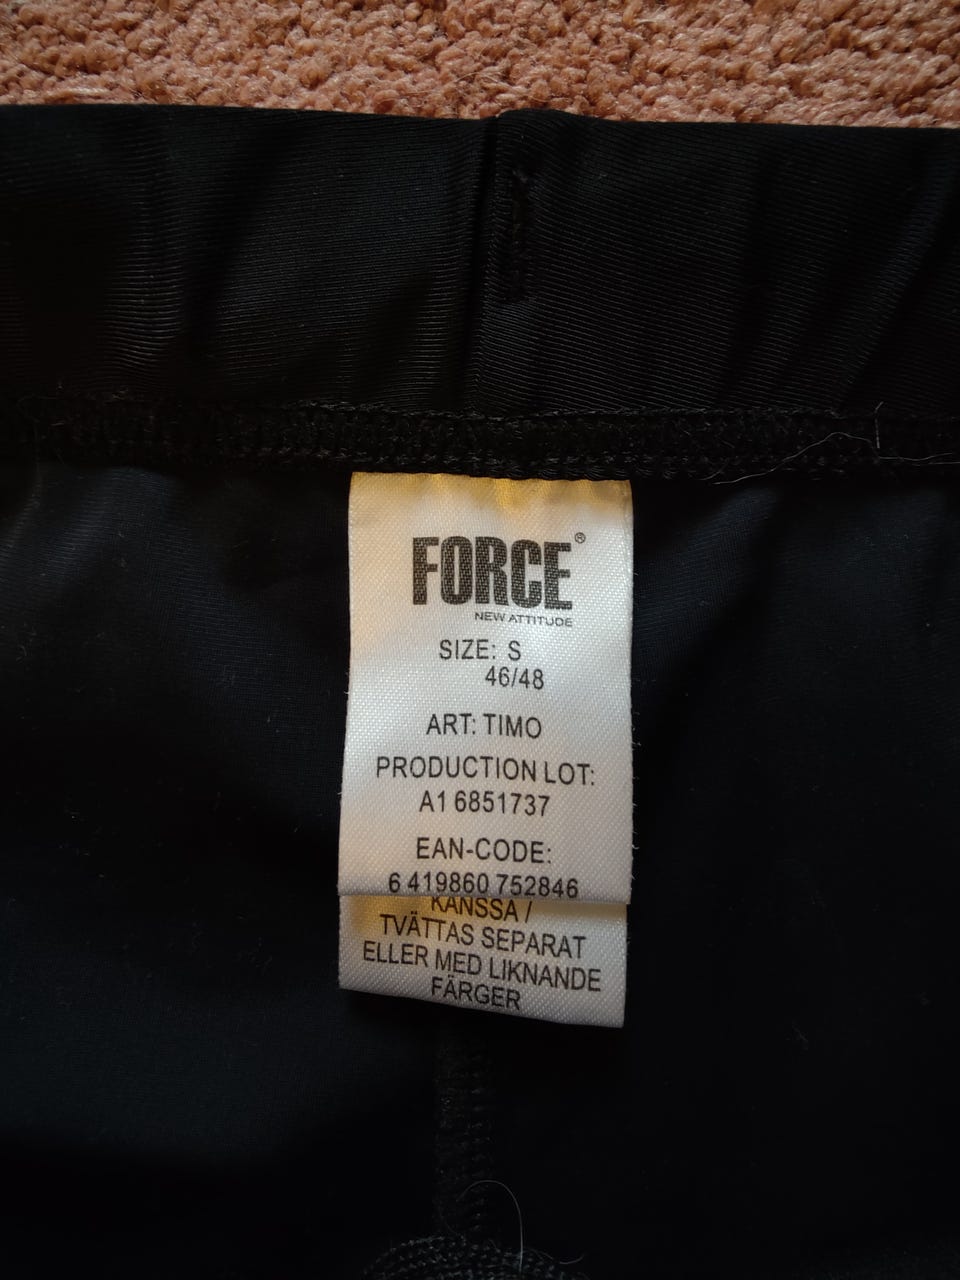 FORCE®
NEW ATTITUDE
SIZE: S
46/48
ART: TIMO
PRODUCTION LOT:
A1 6851737
EAN-CODE:
6 419860 752846
KANSSA /
TVÄTTAS SEPARAT
ELLER MED LIKNANDE
FÄRGER